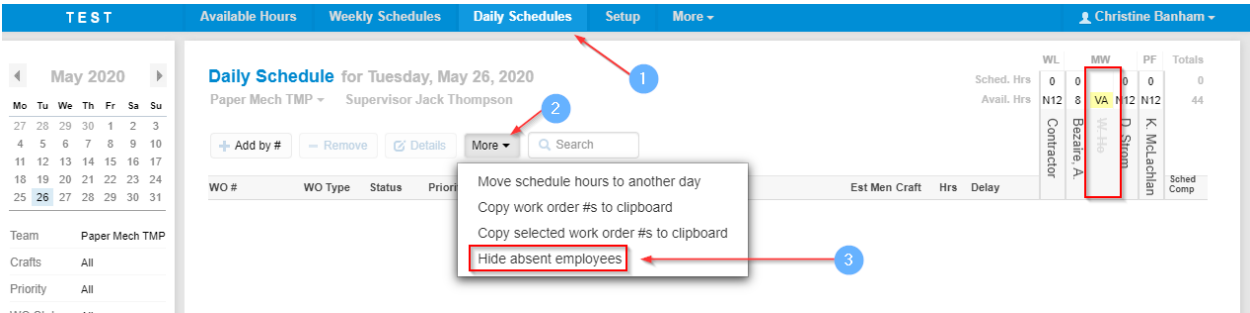 TEST Available Hours Weekly Schedules Daily Schedules Setup More Christine Banham
May 2020
Mo Tu We Th Fr Sa Su
27 28 29 30 1 2 3
4 5 6 7 8 9 10
11 12 13 14 15 16 17
18 19 20 21 22 23 24
25 26 27 28 29 30 31
Team Paper Mech TMP
Crafts All
Priority All
Daily Schedule for Tuesday, May 26, 2020
Paper Mech TMP Supervisor Jack Thompson
1
2
+ Add by # − Remove Details More Search
WO # WO Type Status Est Men Craft Hrs Delay Sched Comp
Move schedule hours to another day
Copy work order #s to clipboard
Copy selected work order #s to clipboard
Hide absent employees
3
WL MW PF Totals
Sched. Hrs 0 0 0 0 0
Avail. Hrs N12 8 VA N12 N12 44
Contractor
Bezaire, A.
W. Ho
D. Strom
K. McLachlan